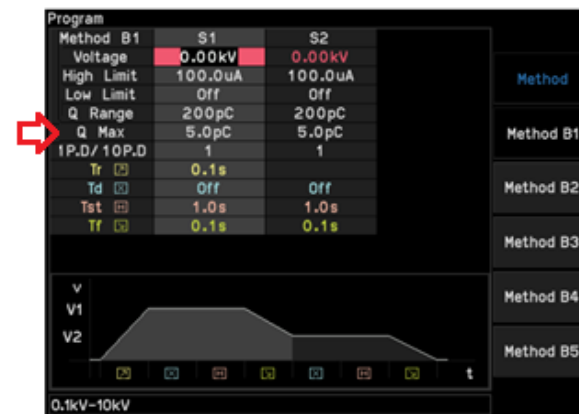 Program
Method B1 S1 S2
Voltage 0.00kV 0.00kV
High Limit 100.0uA 100.0uA
Low Limit Off Off
Q Range 200pC 200pC
Q Max 5.0pC 5.0pC
1P.D/10P.D 1 1
Tr 0.1s
Td Off Off
Tst 1.0s 1.0s
Tf 0.1s 0.1s
Method
Method B1
Method B2
Method B3
Method B4
Method B5
V
V1
V2
t
0.1kV-10kV